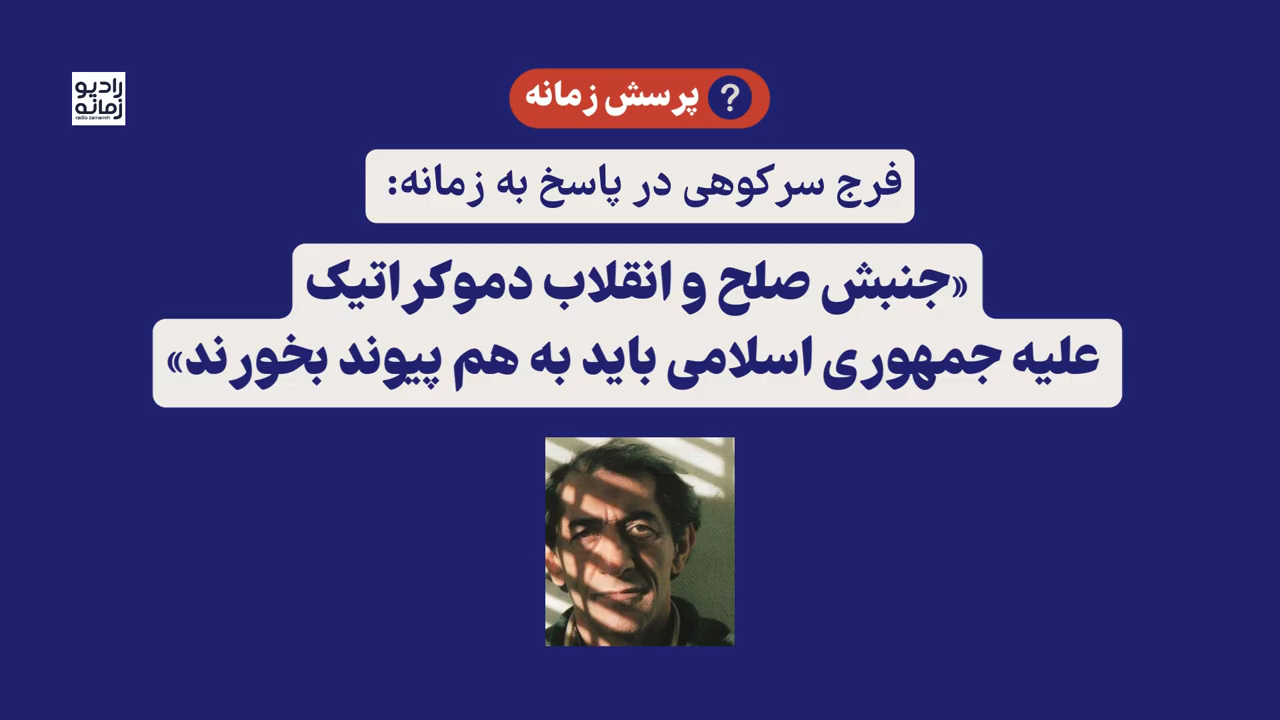 رادیو
زمانه
radio zamaneh
? پرسش زمانه
فرج سرکوهی در پاسخ به زمانه:
«جنبش صلح و انقلاب دموکراتیک
علیه جمهوری اسلامی باید به هم پیوند بخورند»